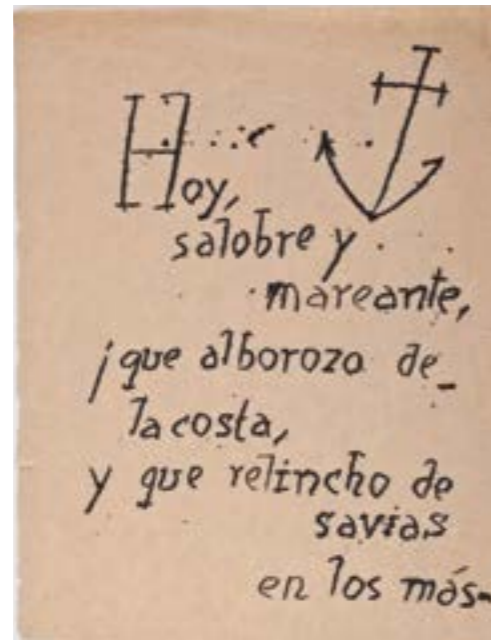 Hoy,
salobre y
mareante,
¡que alborozo de
la costa,
y que relincho de
savias
en los más-